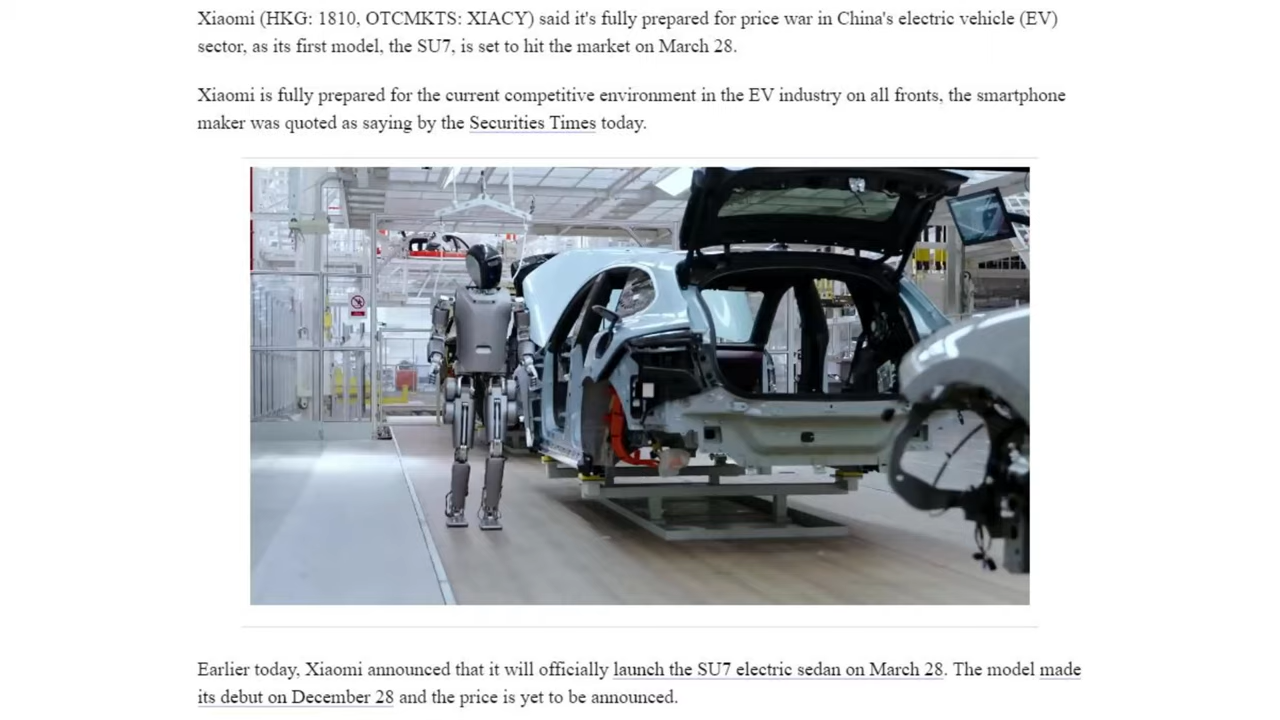 Xiaomi (HKG: 1810, OTCMKTS: XIACY) said it's fully prepared for price war in China's electric vehicle (EV)
sector, as its first model, the SU7, is set to hit the market on March 28.
Xiaomi is fully prepared for the current competitive environment in the EV industry on all fronts, the smartphone
maker was quoted as saying by the Securities Times today.
Earlier today, Xiaomi announced that it will officially launch the SU7 electric sedan on March 28. The model made
its debut on December 28 and the price is yet to be announced.